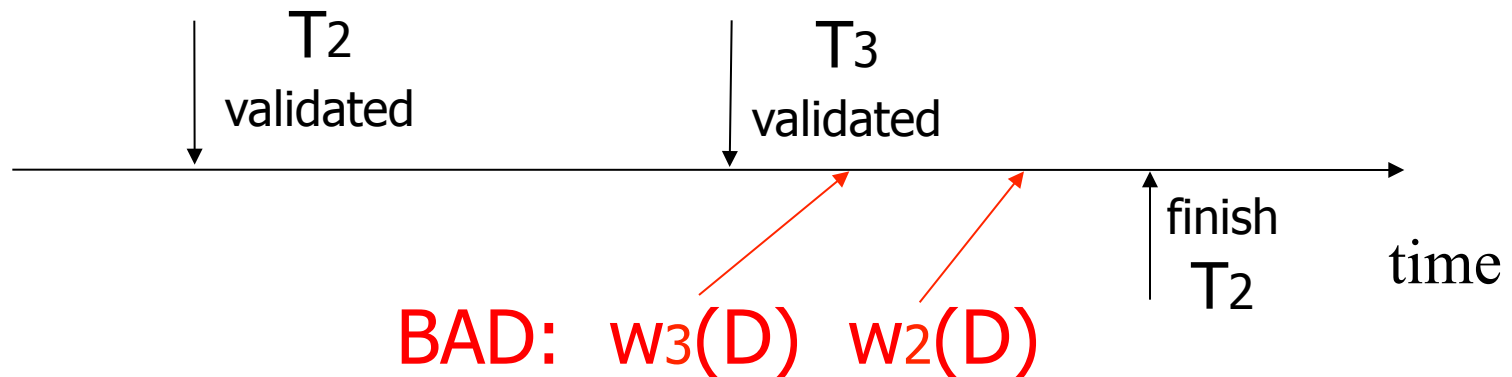 T2
validated
T3
validated
finish
T2
time
BAD: w3(D) w2(D)